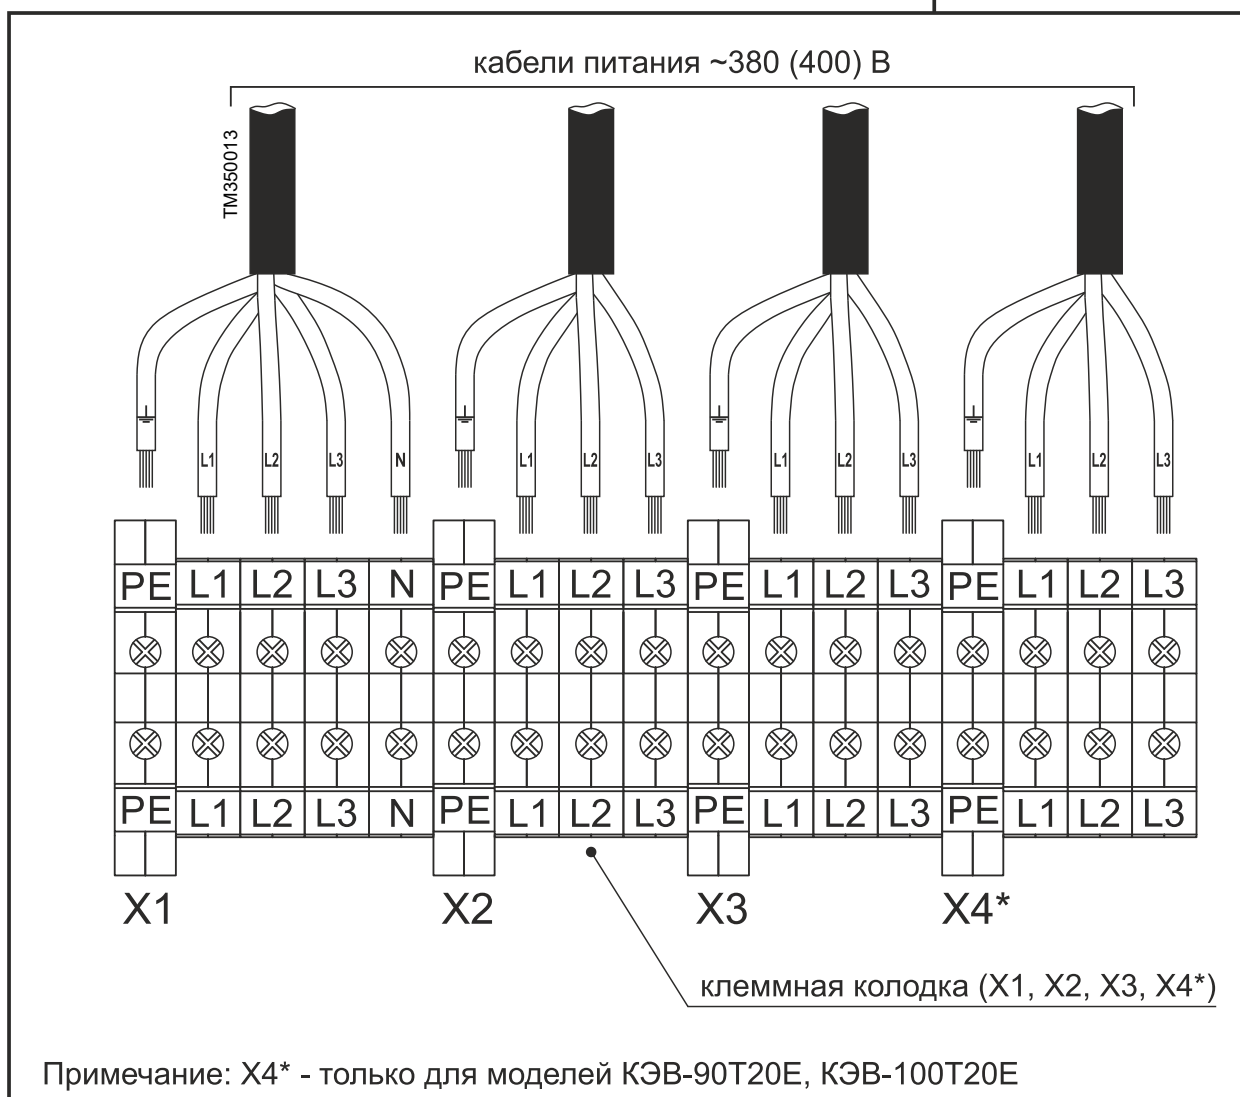 кабели питания ~380 (400) В
ТМ350013
L1 L2 L3 N L1 L2 L3 L1 L2 L3 L1 L2 L3
PE L1 L2 L3 N PE L1 L2 L3 PE L1 L2 L3 PE L1 L2 L3
PE L1 L2 L3 N PE L1 L2 L3 PE L1 L2 L3 PE L1 L2 L3
X1 X2 X3 X4*
клеммная колодка (X1, X2, X3, X4*)
Примечание: X4* - только для моделей КЭВ-90Т20Е, КЭВ-100Т20Е